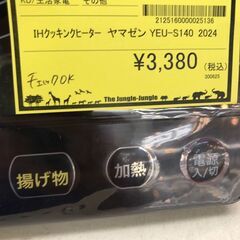 KD/生活家電　その他
2125160000025136
IHクッキングヒーター ヤマゼン YEU-S140 2024
¥3,380(税込)
300625
チェックOK
The Jungle-Jungle
揚げ物
加熱
電源
入/切